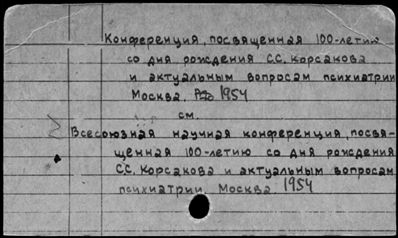 Конференция, посвященная 100-летию
со дня рождения С.С. Корсакова
и актуальным вопросам психиатрии
Москва, 1954
см.
Всесоюзная научная конференция, посвя-
щенная 100-летию со дня рождения
С.С. Корсакова и актуальным вопросам
психиатрии. Москва. 1954